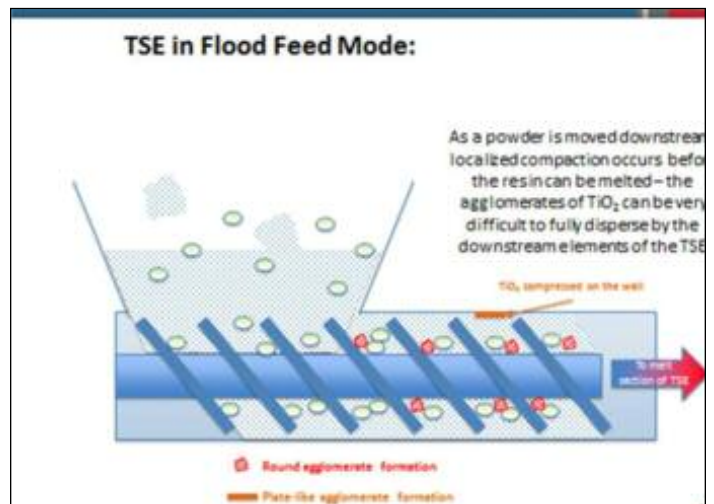 TSE in Flood Feed Mode:
As a powder is moved downstream
localized compaction occurs befo
the resin can be melted – the
agglomerates of TiO₂ can be very
difficult to fully disperse by the
downstream elements of the TSE
TiO₂ compressed on the wall
To melt
section of TSE
Round agglomerate formation
Plate-like agglomerate formation